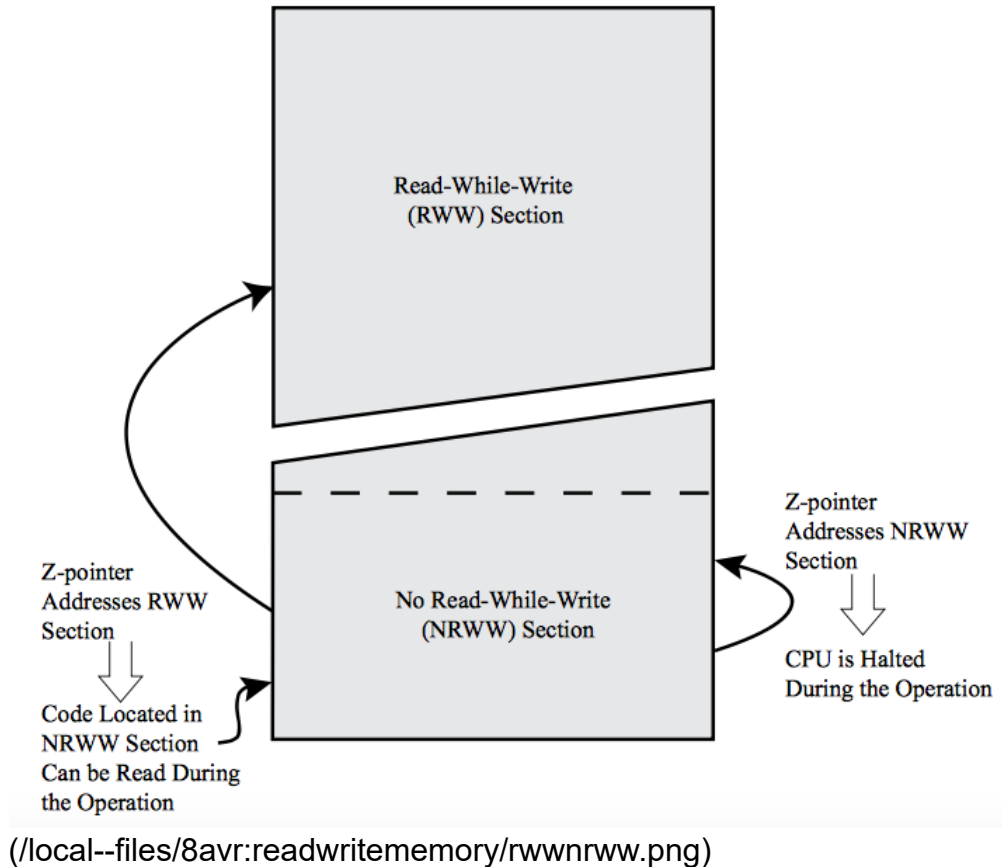 Read-While-Write
(RWW) Section
Z-pointer
Addresses NRWW
Section
Z-pointer
Addresses RWW
Section
No Read-While-Write
(NRWW) Section
CPU is Halted
During the Operation
Code Located in
NRWW Section
Can be Read During
the Operation
(/local--files/8avr:readwritememory/rwwnrww.png)